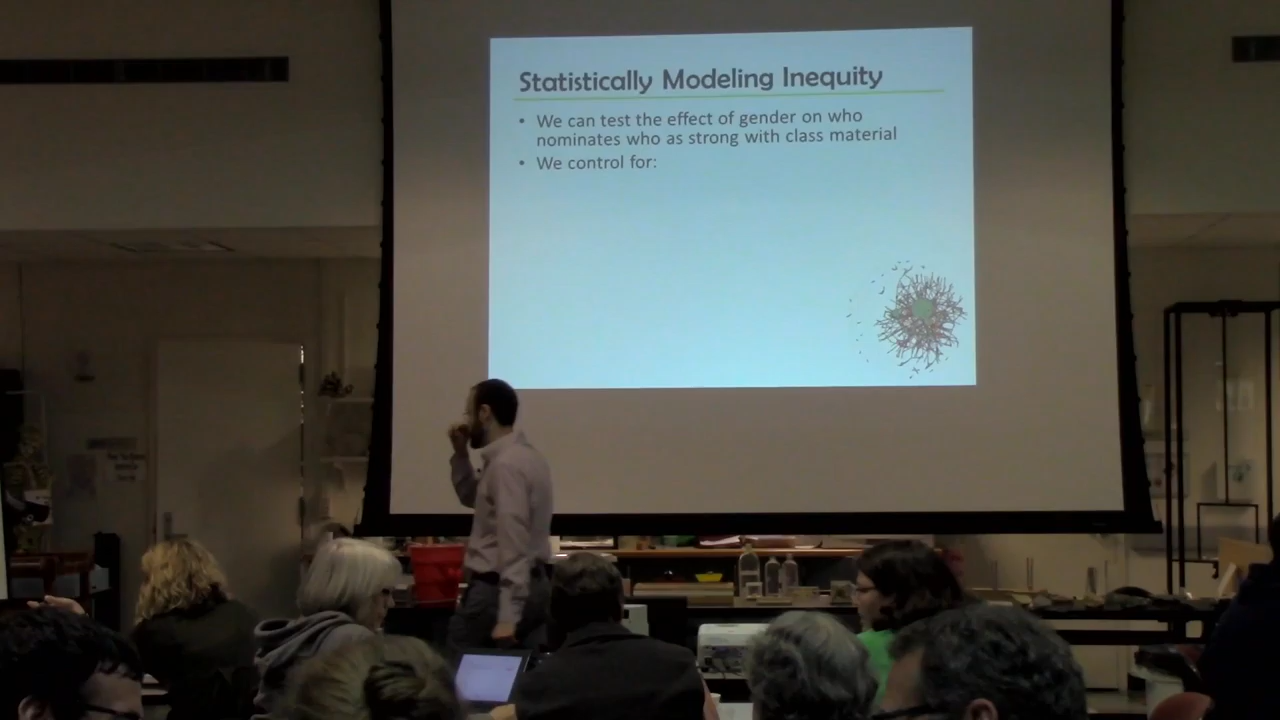 Statistically Modeling Inequity
• We can test the effect of gender on who
nominates who as strong with class material
• We control for: